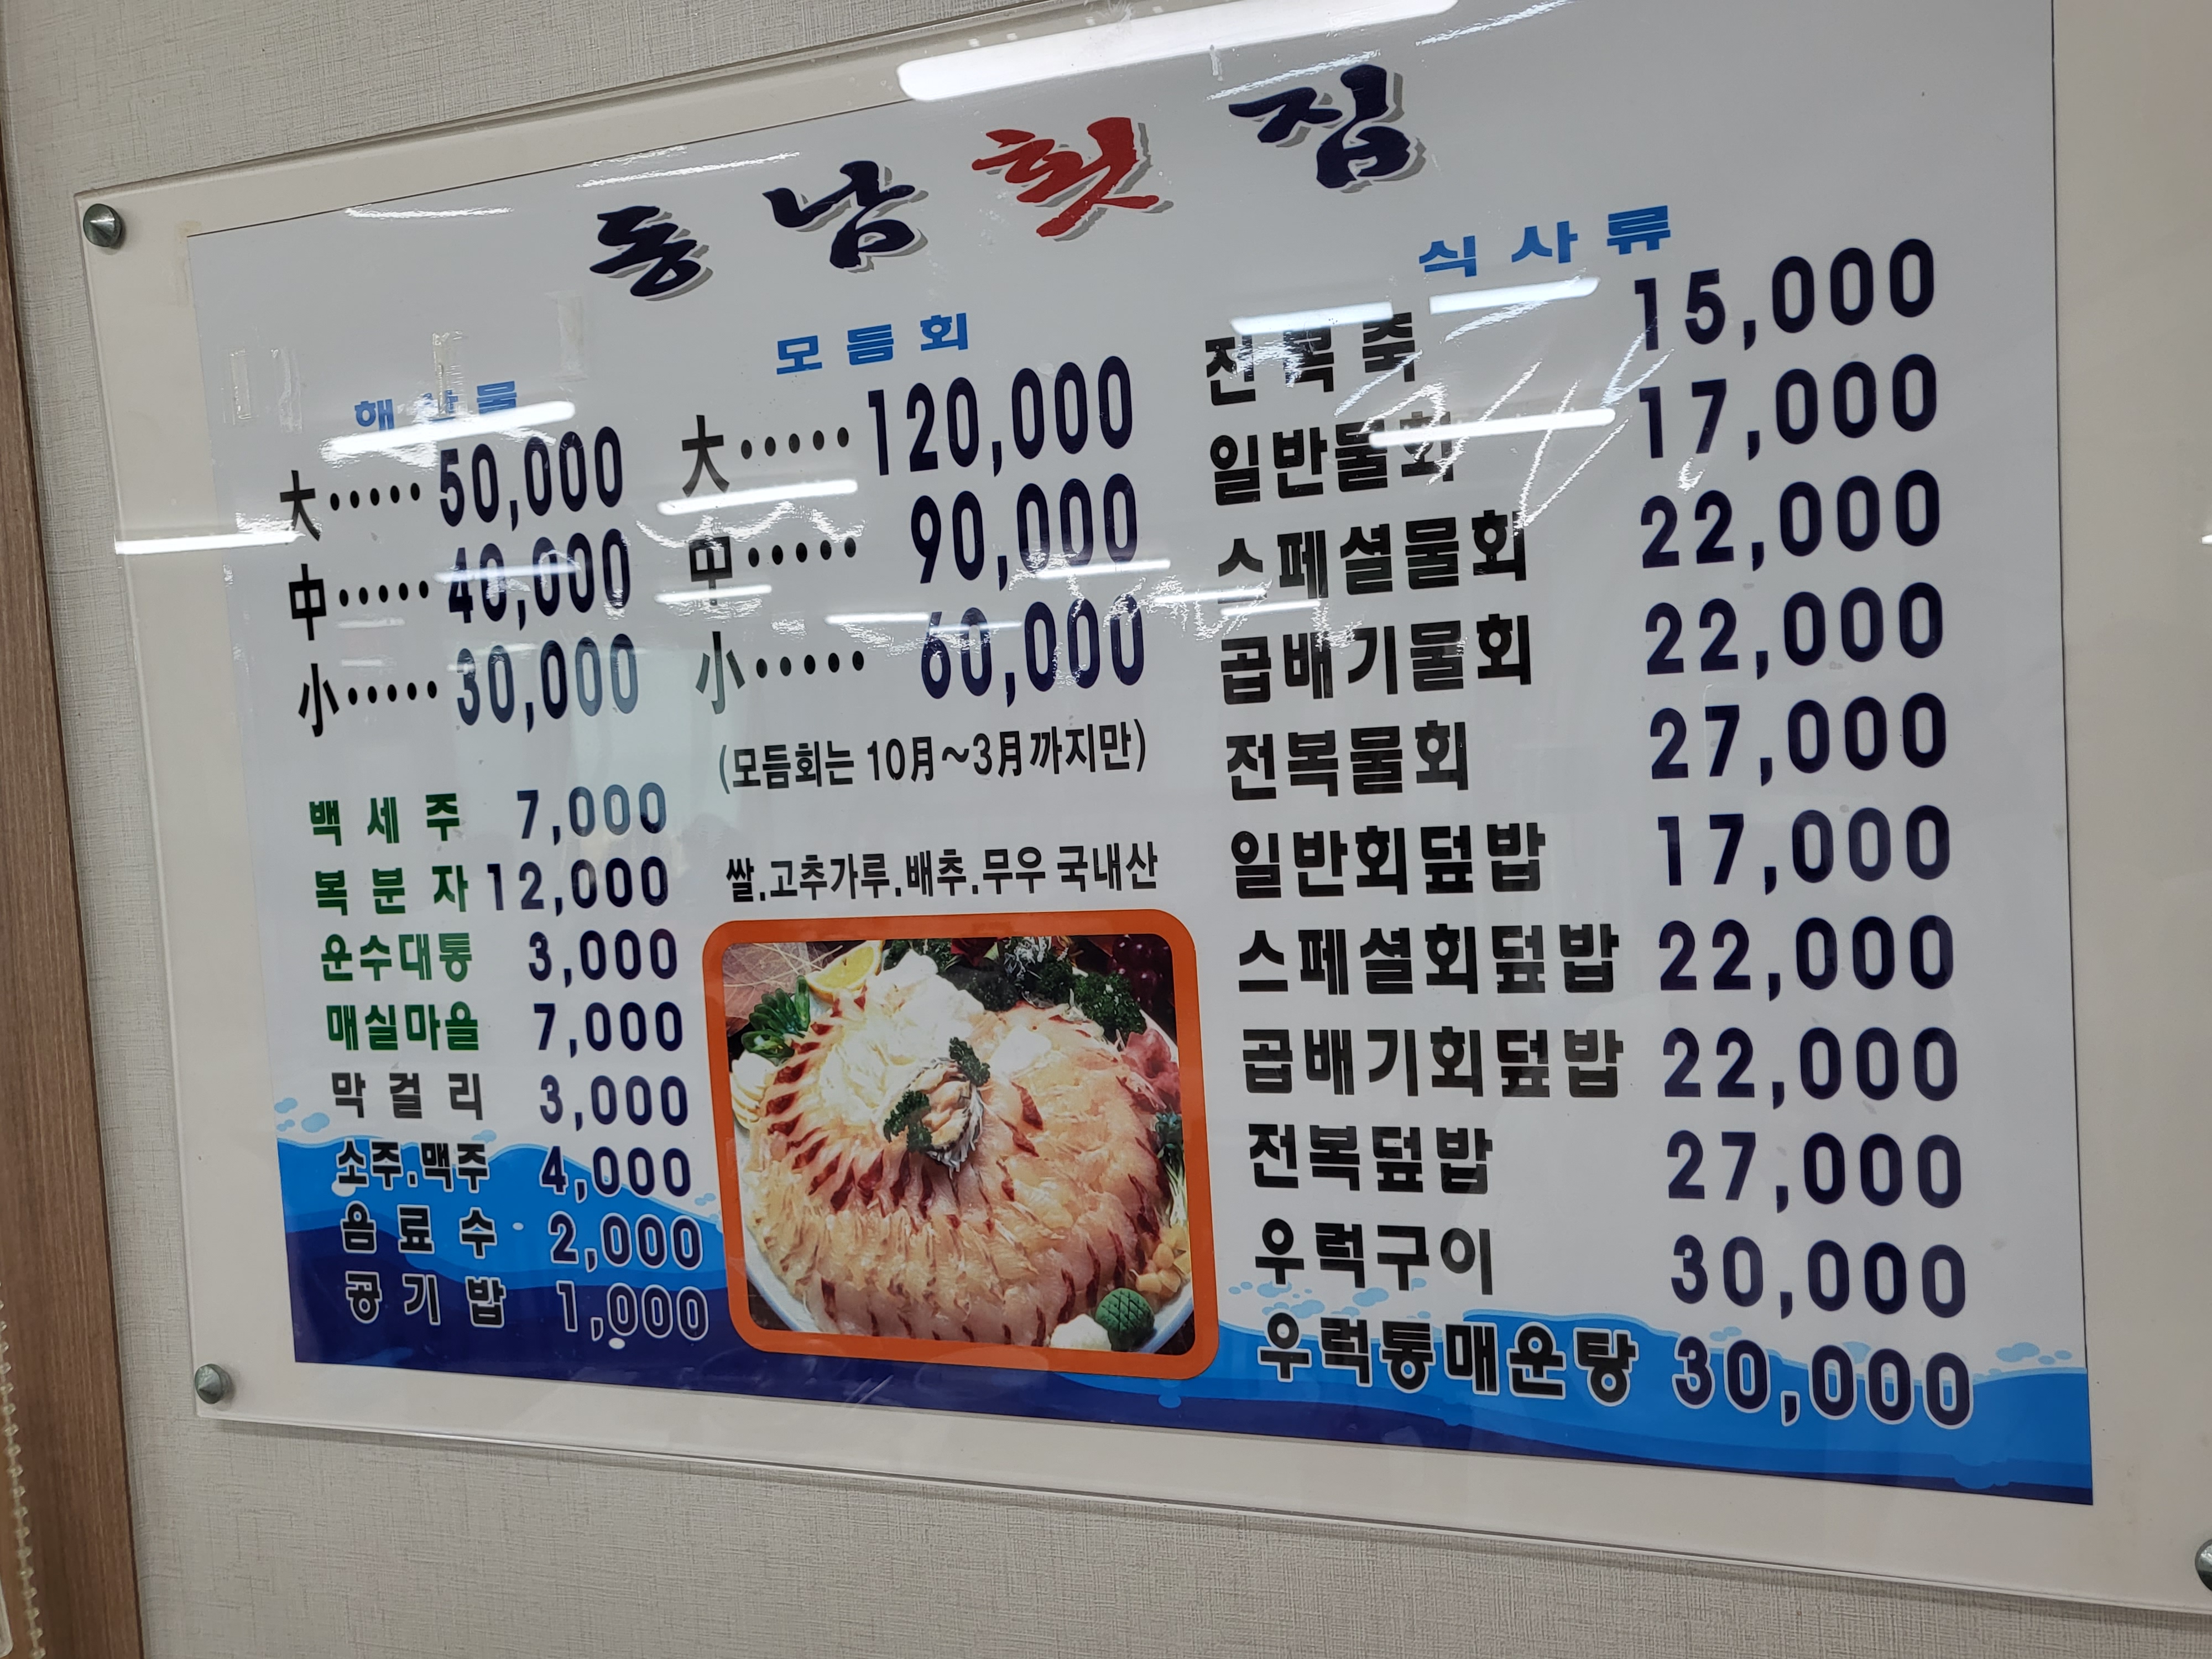 동남횟집
해산물
大·····50,000
中·····40,000
小·····30,000
백세주 7,000
복분자 12,000
운수대통 3,000
매실마을 7,000
막걸리 3,000
소주.맥주 4,000
음료수 2,000
공기밥 1,000
모듬회
大·····120,000
中·····90,000
小·····60,000
(모듬회는 10月~3月까지만)
쌀.고추가루.배추.무우 국내산
식사류
전복죽 15,000
일반물회 17,000
스페셜물회 22,000
곱배기물회 22,000
전복물회 27,000
일반회덮밥 17,000
스페셜회덮밥 22,000
곱배기회덮밥 22,000
전복덮밥 27,000
우럭구이 30,000
우럭통매운탕 30,000